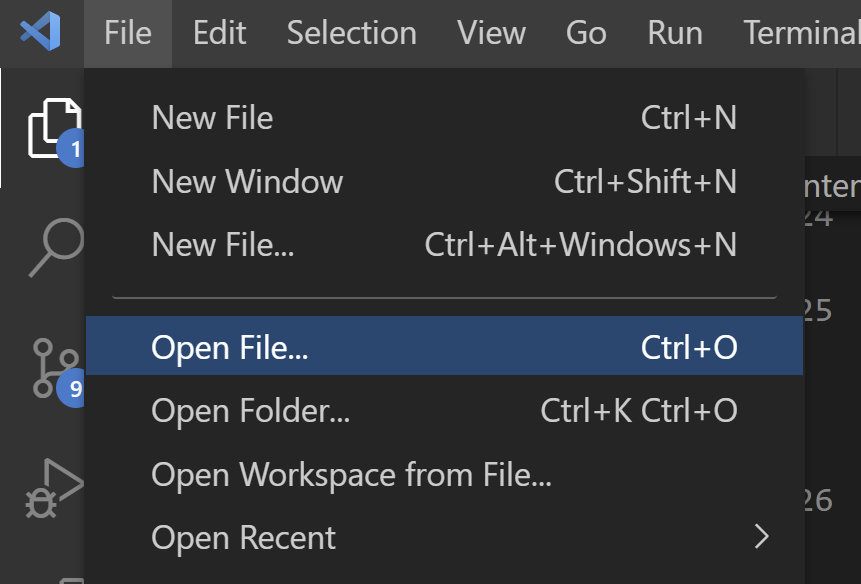 File Edit Selection View Go Run Terminal
New File Ctrl+N
1
New Window Ctrl+Shift+N
New File... Ctrl+Alt+Windows+N
25
Open File... Ctrl+O
9
Open Folder... Ctrl+K Ctrl+O
Open Workspace from File...
26
Open Recent